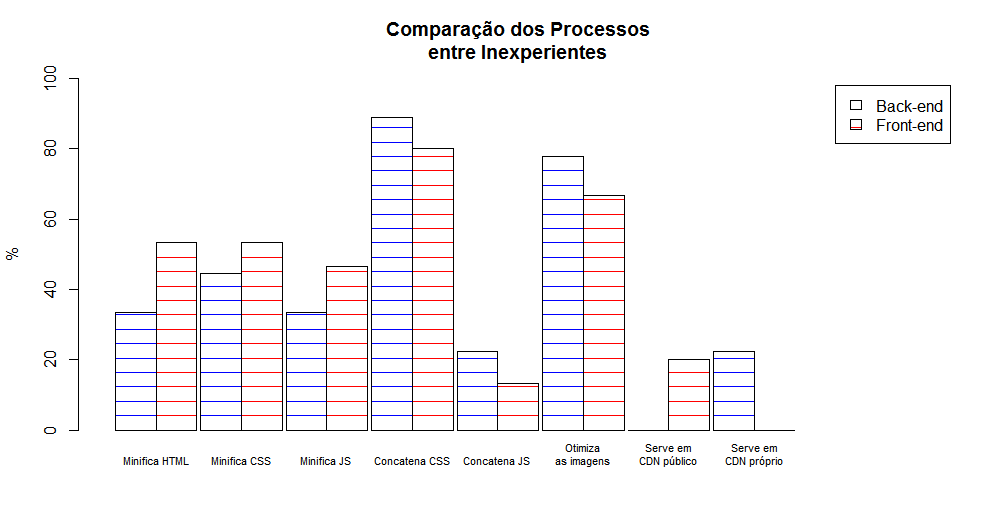 Comparação dos Processos
entre Inexperientes
Back-end
Front-end
%
100
80
60
40
20
0
Minifica HTML
Minifica CSS
Minifica JS
Concatena CSS
Concatena JS
Otimiza
as imagens
Serve em
CDN público
Serve em
CDN próprio